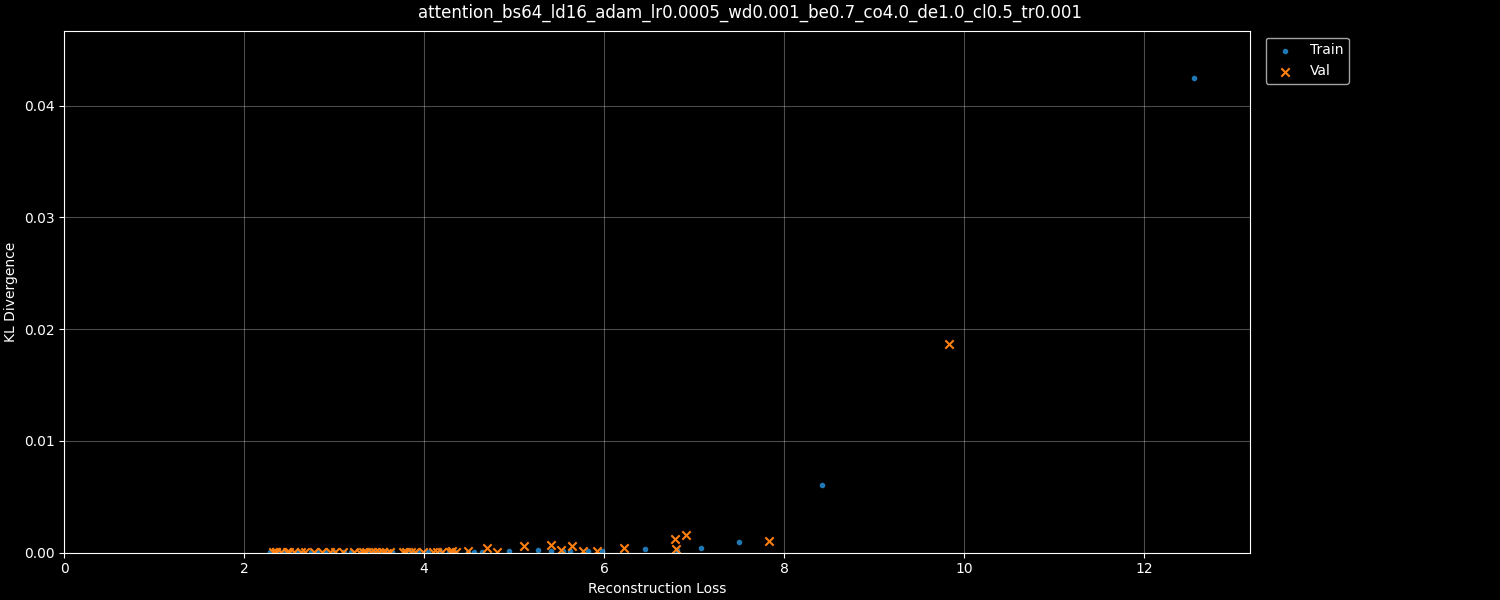 attention_bs64_ld16_adam_lr0.0005_wd0.001_be0.7_co4.0_de1.0_cl0.5_tr0.001
Train
Val
KL Divergence
0.04
0.03
0.02
0.01
0.00
0
2
4
6
8
10
12
Reconstruction Loss